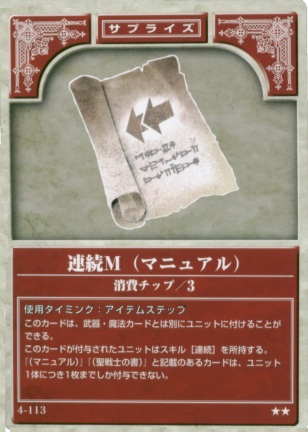 サプライズ
連続M（マニュアル）
消費チップ／3
使用タイミング：アイテムステップ
このカードは、武器・魔法カードとは別にユニットに付けることが
できる。
このカードが付与されたユニットはスキル［連続］を所持する。
『（マニュアル）』『（聖戦士の書）』と記載のあるカードは、ユニット
1体につき1枚までしか付与できない。
4-113
★★